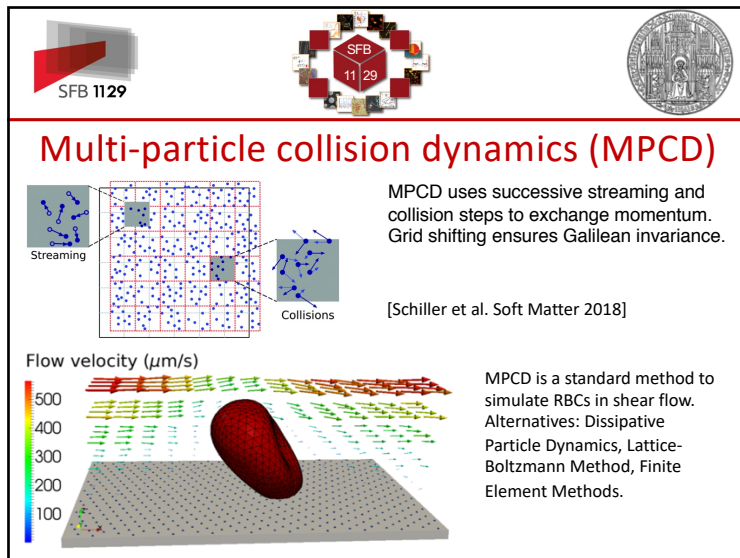 SFB 1129
SFB
11 29
Multi-particle collision dynamics (MPCD)
Streaming
Collisions
MPCD uses successive streaming and
collision steps to exchange momentum.
Grid shifting ensures Galilean invariance.
[Schiller et al. Soft Matter 2018]
Flow velocity (μm/s)
500
400
300
200
100
MPCD is a standard method to
simulate RBCs in shear flow.
Alternatives: Dissipative
Particle Dynamics, Lattice-
Boltzmann Method, Finite
Element Methods.